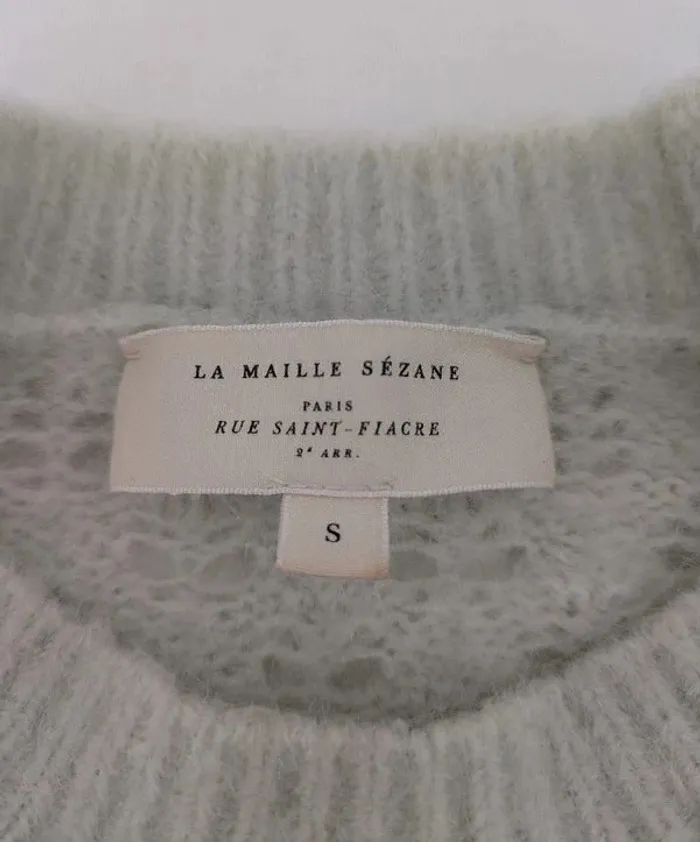 LA MAILLE SÉZANE
PARIS
RUE SAINT-FIACRE
2ᵉ ARR.
S